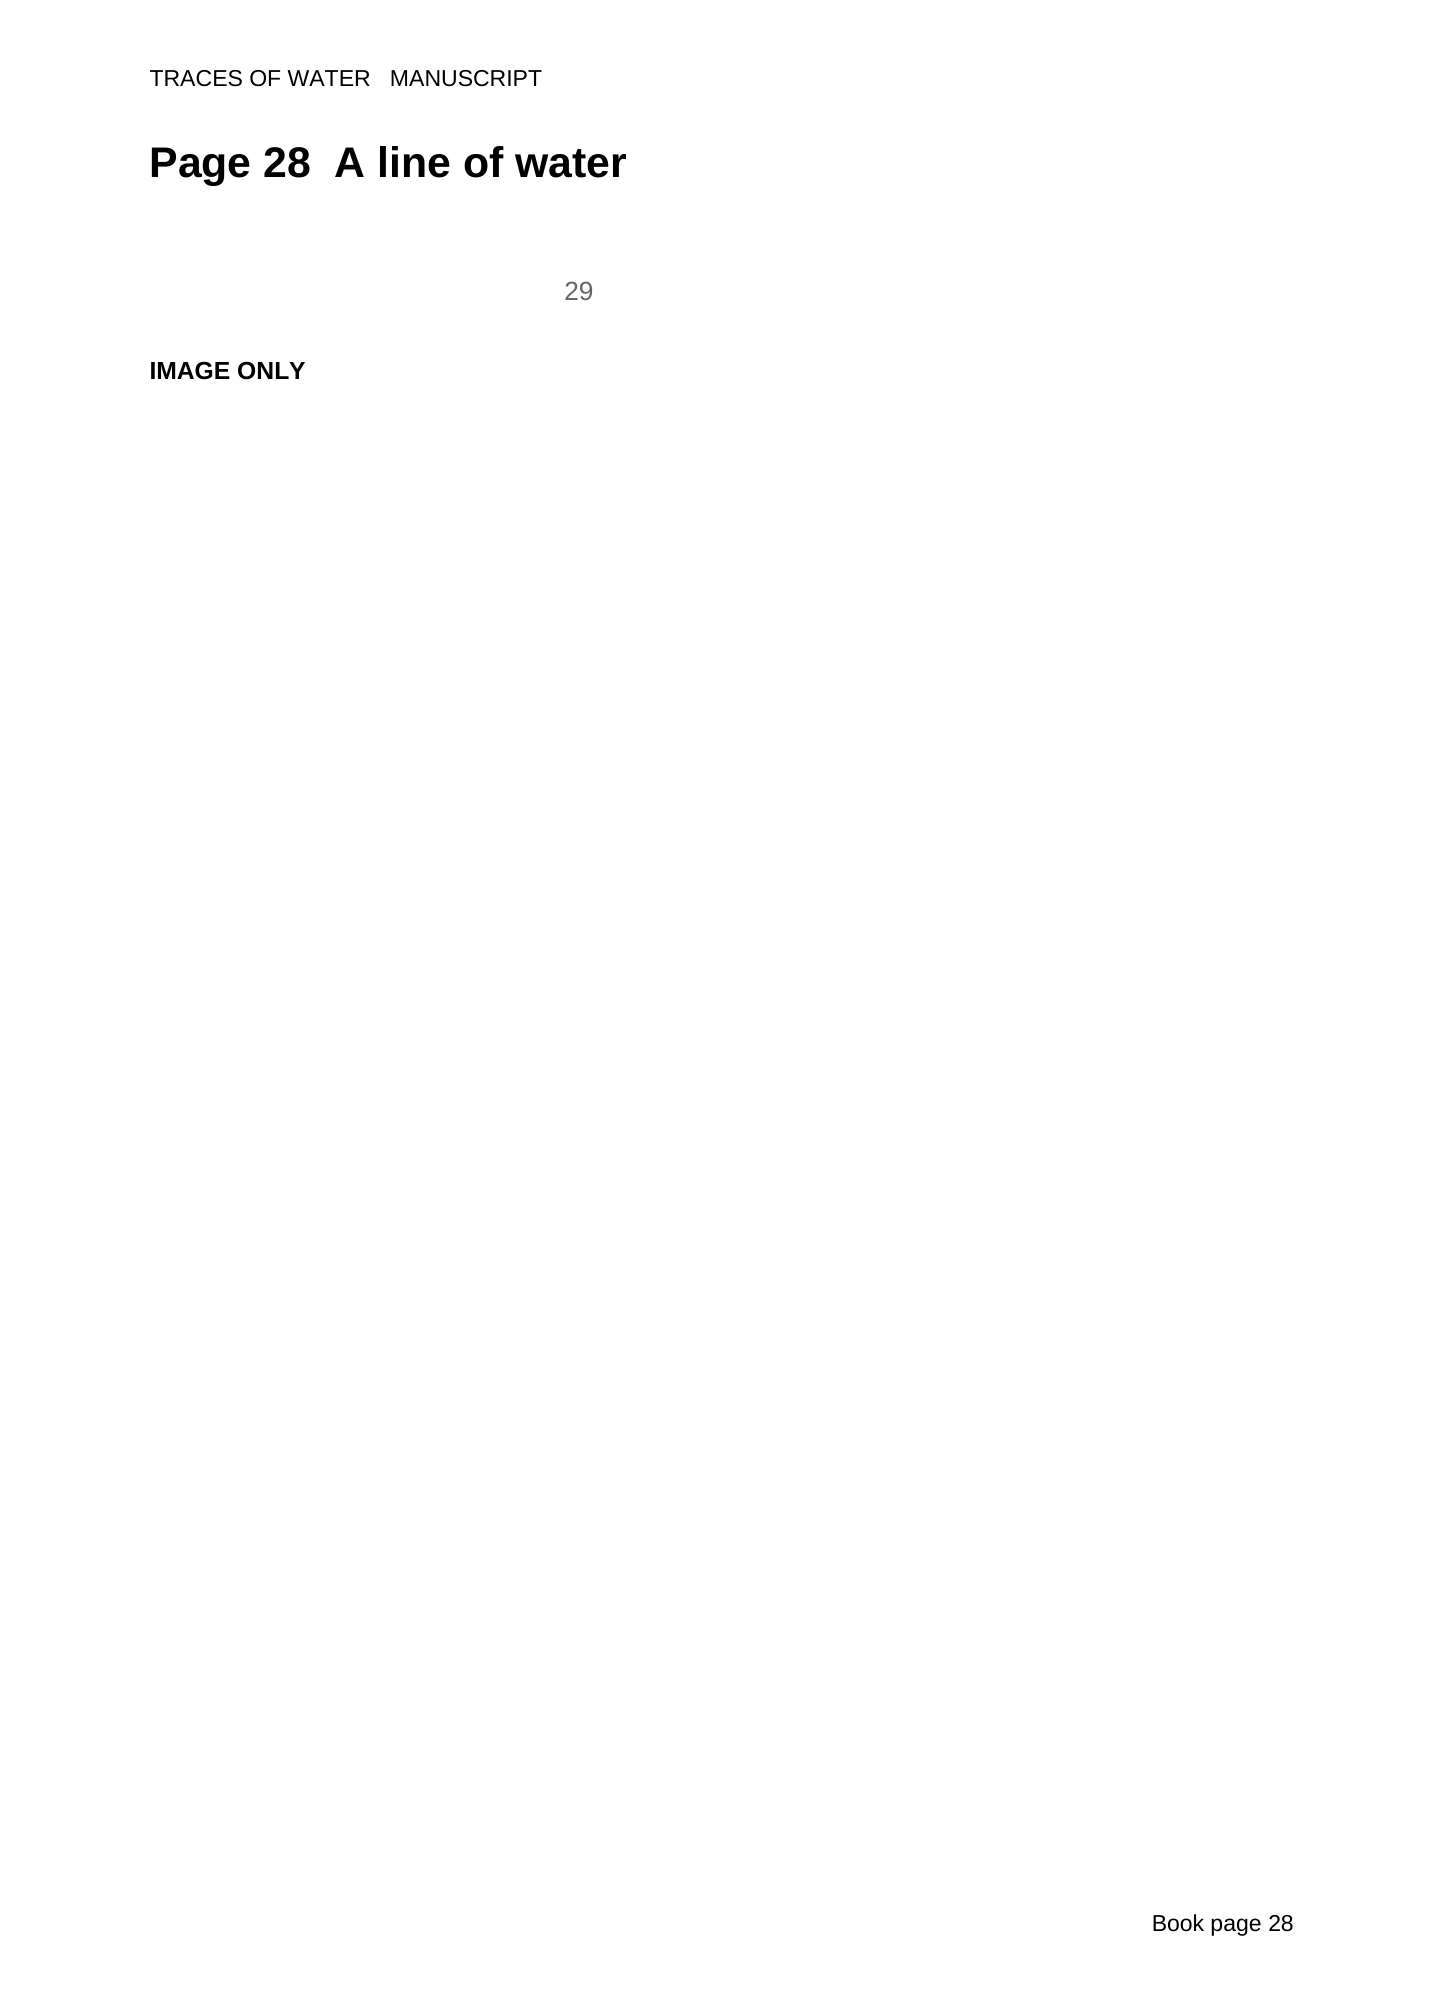 TRACES OF WATER   MANUSCRIPT
Page 28  A line of water
29
IMAGE ONLY
Book page 28